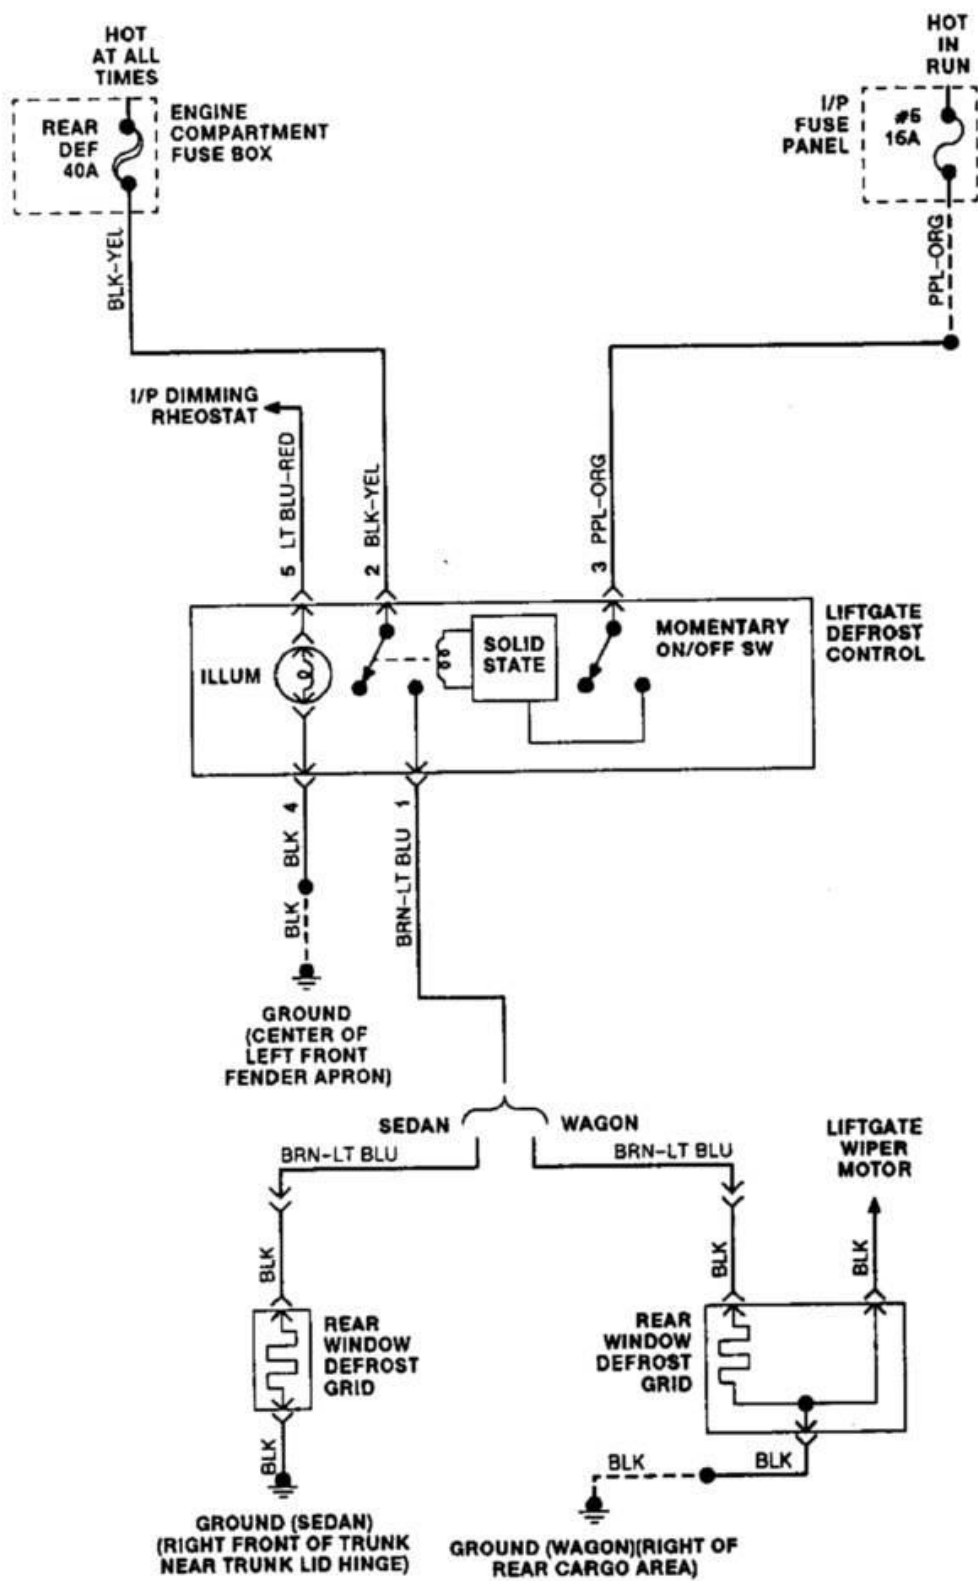 HOT
AT ALL
TIMES
REAR
DEF
40A
ENGINE
COMPARTMENT
FUSE BOX
HOT
IN
RUN
I/P
FUSE
PANEL
#5
15A
BLK-YEL
PPL-ORG
I/P DIMMING
RHEOSTAT
5 LT BLU-RED
2 BLK-YEL
3 PPL-ORG
ILLUM
SOLID
STATE
MOMENTARY
ON/OFF SW
LIFTGATE
DEFROST
CONTROL
BLK 4
BRN-LT BLU 1
BLK
GROUND
(CENTER OF
LEFT FRONT
FENDER APRON)
SEDAN
WAGON
BRN-LT BLU
BRN-LT BLU
LIFTGATE
WIPER
MOTOR
BLK
BLK
BLK
REAR
WINDOW
DEFROST
GRID
REAR
WINDOW
DEFROST
GRID
BLK
BLK
BLK
GROUND (SEDAN)
(RIGHT FRONT OF TRUNK
NEAR TRUNK LID HINGE)
GROUND (WAGON)(RIGHT OF
REAR CARGO AREA)